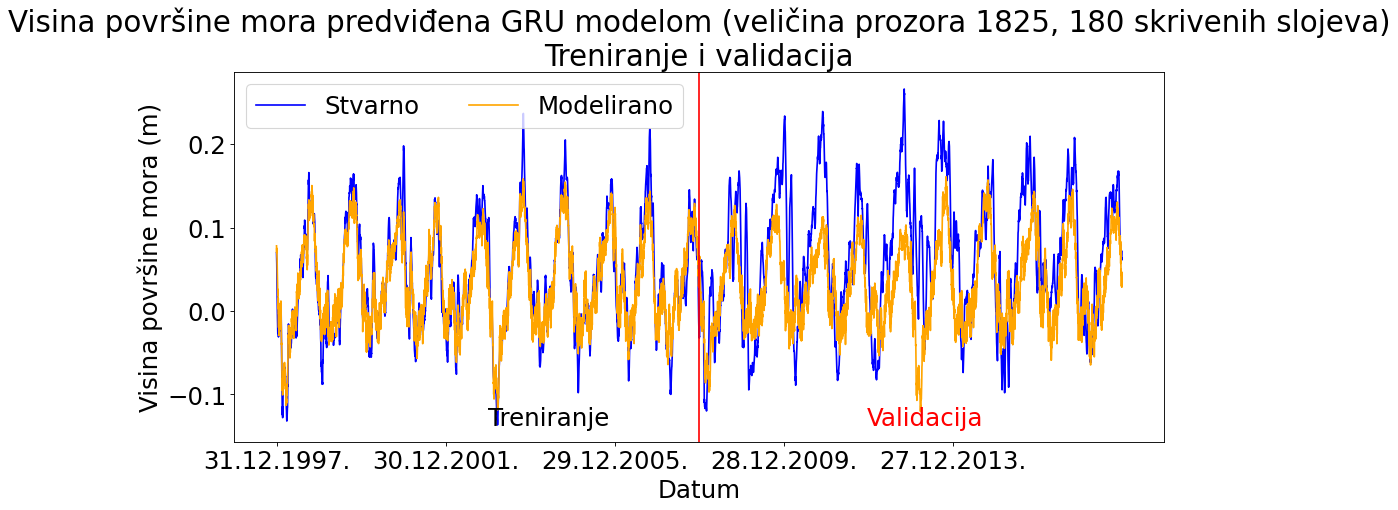 Visina površine mora predviđena GRU modelom (veličina prozora 1825, 180 skrivenih slojeva)
Treniranje i validacija
Stvarno
Modelirano
Visina površine mora (m)
0.2
0.1
0.0
−0.1
Treniranje
Validacija
31.12.1997.
30.12.2001.
29.12.2005.
28.12.2009.
27.12.2013.
Datum